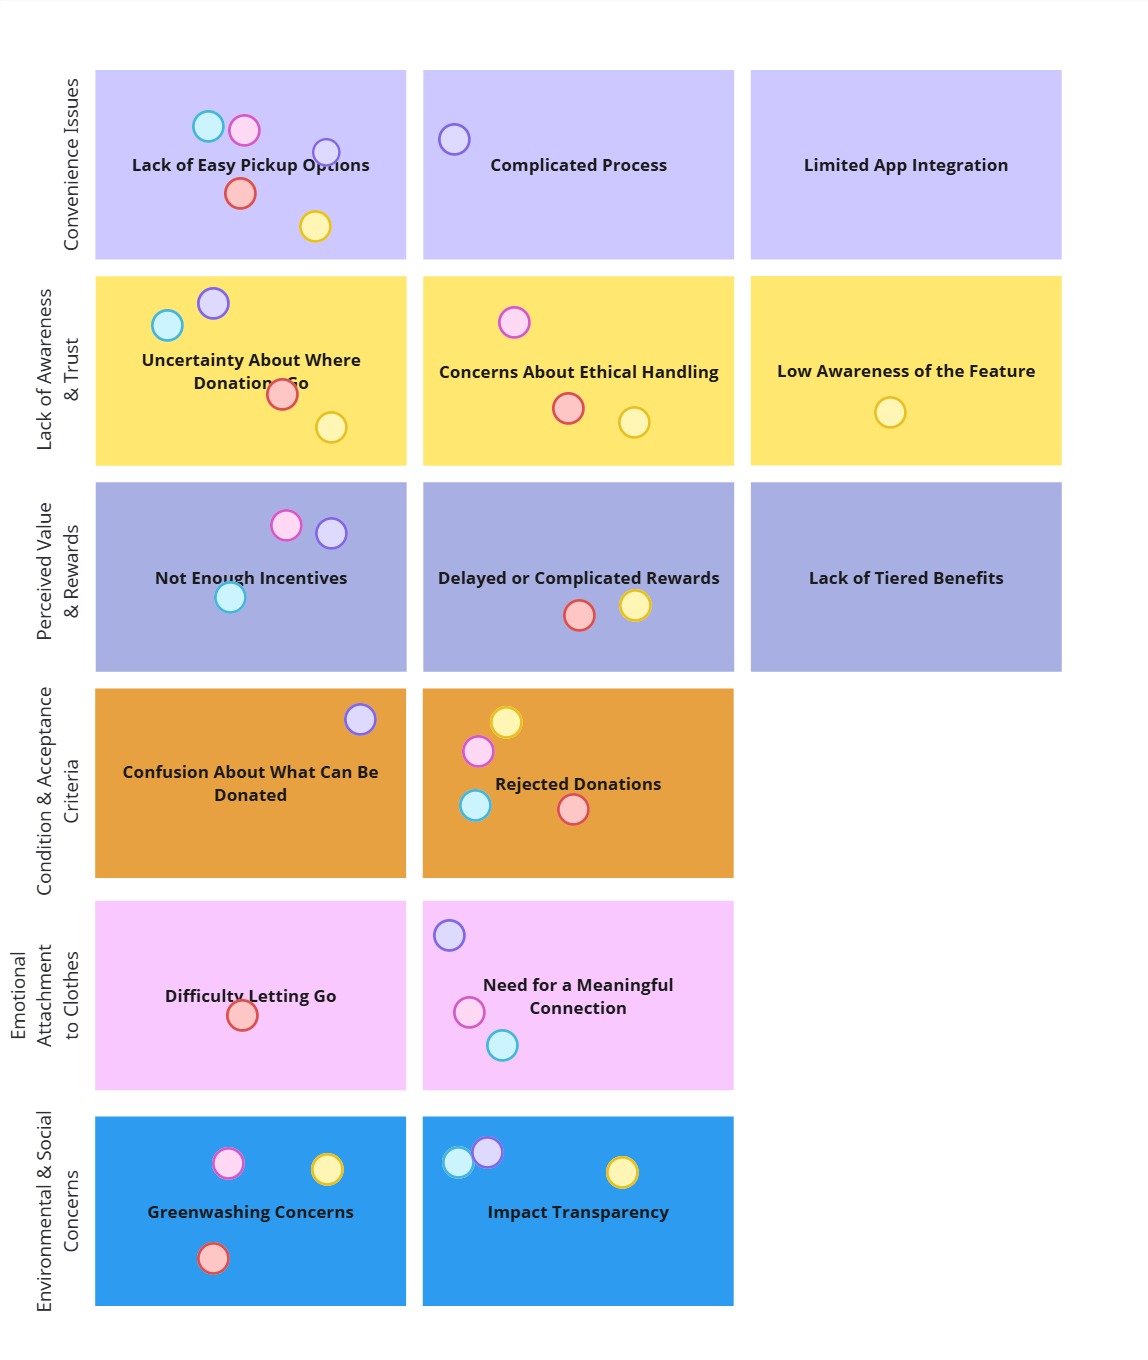 Convenience Issues
Lack of Easy Pickup Options
Complicated Process
Limited App Integration
Lack of Awareness
& Trust
Uncertainty About Where
Donations Go
Concerns About Ethical Handling
Low Awareness of the Feature
Perceived Value
& Rewards
Not Enough Incentives
Delayed or Complicated Rewards
Lack of Tiered Benefits
Condition & Acceptance
Criteria
Confusion About What Can Be
Donated
Rejected Donations
Emotional
Attachment
to Clothes
Difficulty Letting Go
Need for a Meaningful
Connection
Environmental & Social
Concerns
Greenwashing Concerns
Impact Transparency